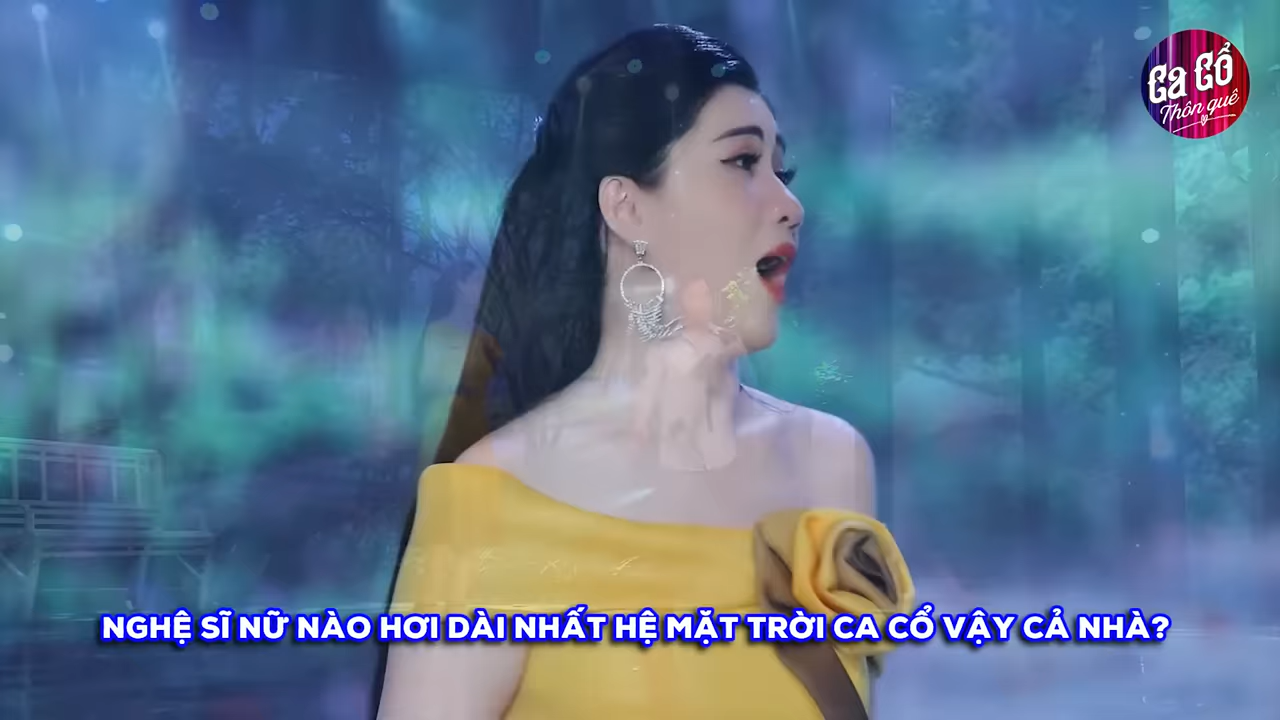 Ca Cổ
Thôn quê
NGHỆ SĨ NỮ NÀO HƠI DÀI NHẤT HỆ MẶT TRỜI CA CỔ VẬY CẢ NHÀ?